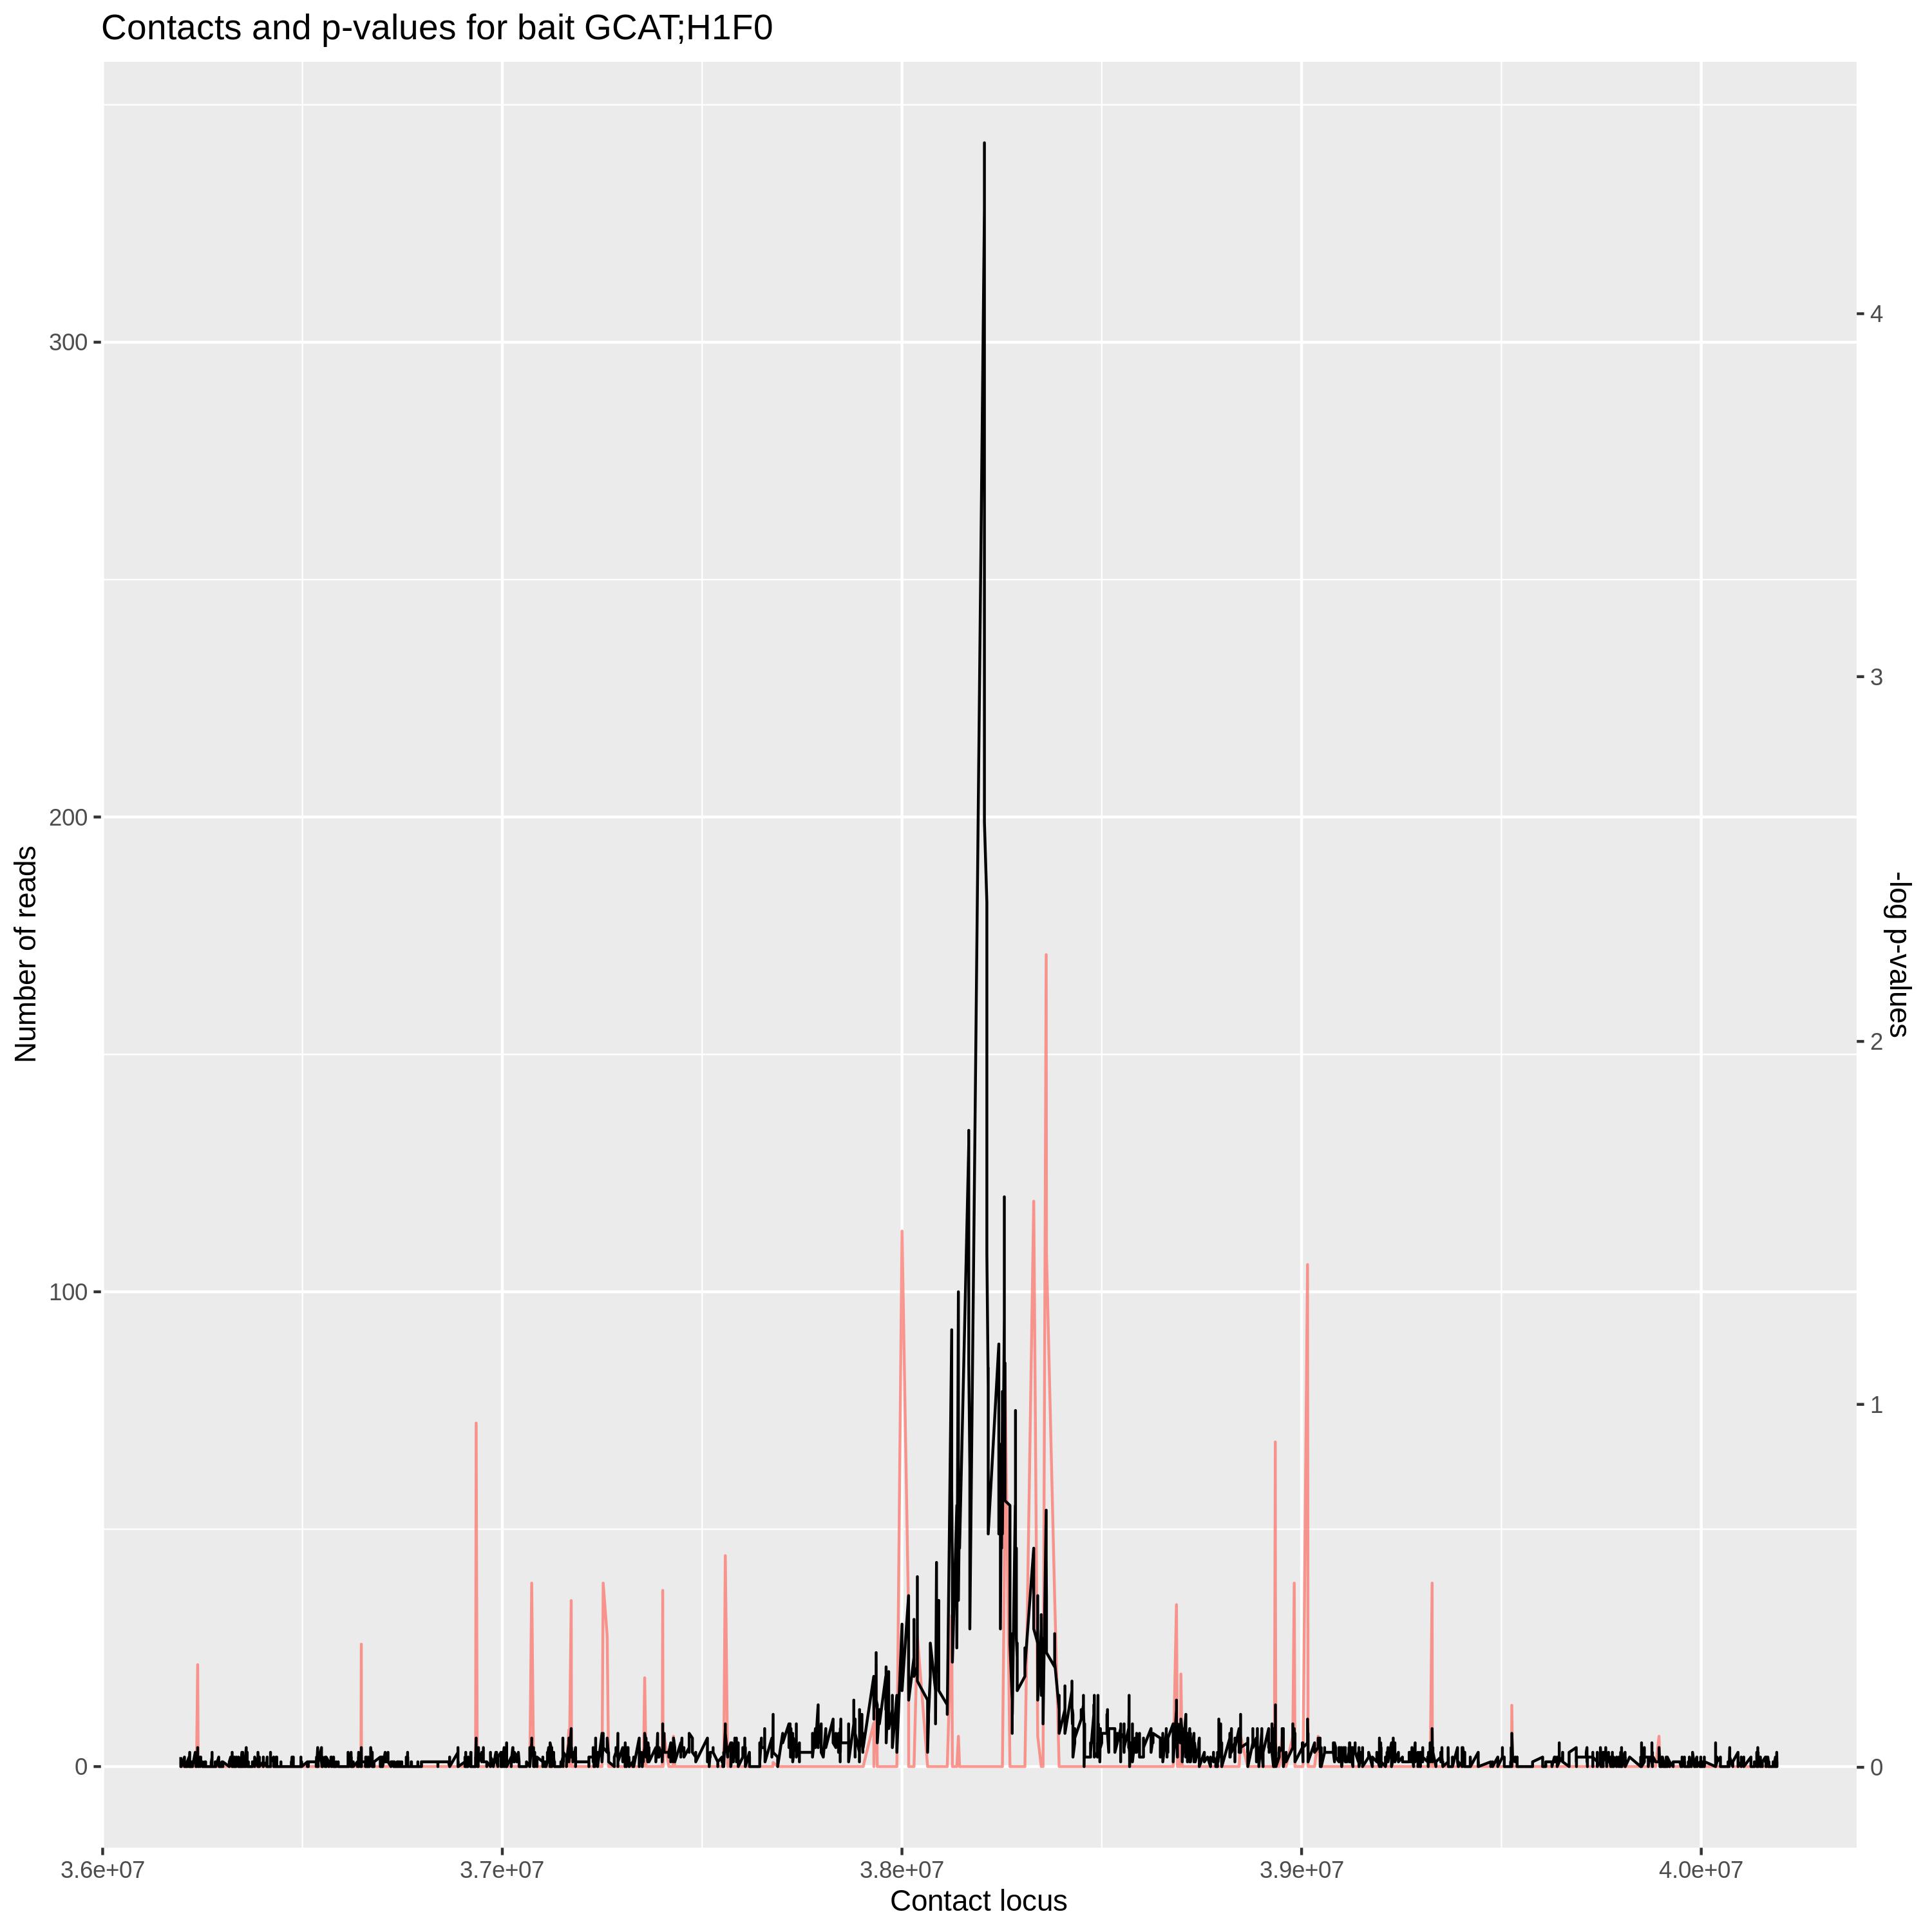 Contacts and p-values for bait GCAT;H1F0
Number of reads
300
200
100
0
4
3
2
1
0
-log p-values
3.6e+07
3.7e+07
3.8e+07
3.9e+07
4.0e+07
Contact locus